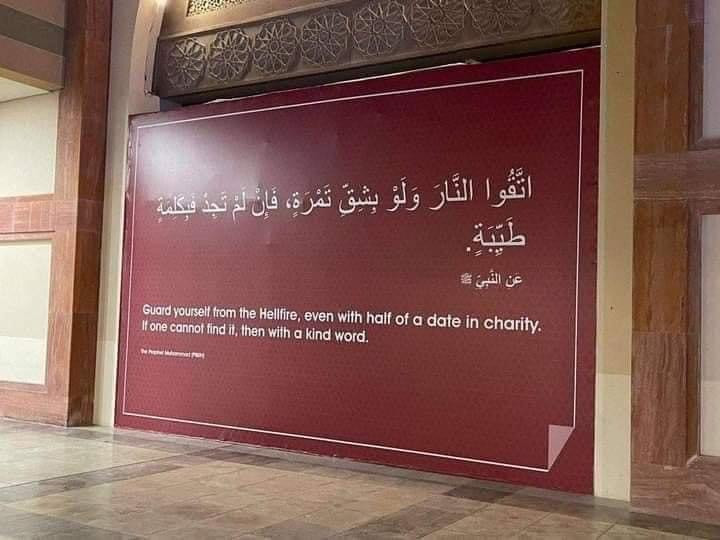 اتَّقُوا النَّارَ وَلَوْ بِشِقِّ تَمْرَةٍ، فَإِنْ لَمْ تَجِدْ فَبِكَلِمَةٍ
طَيِّبَةٍ.
عَنِ النَّبِيّ ﷺ
Guard yourself from the Hellfire, even with half of a date in charity.
If one cannot find it, then with a kind word.
The Prophet Muhammad (PBUH)